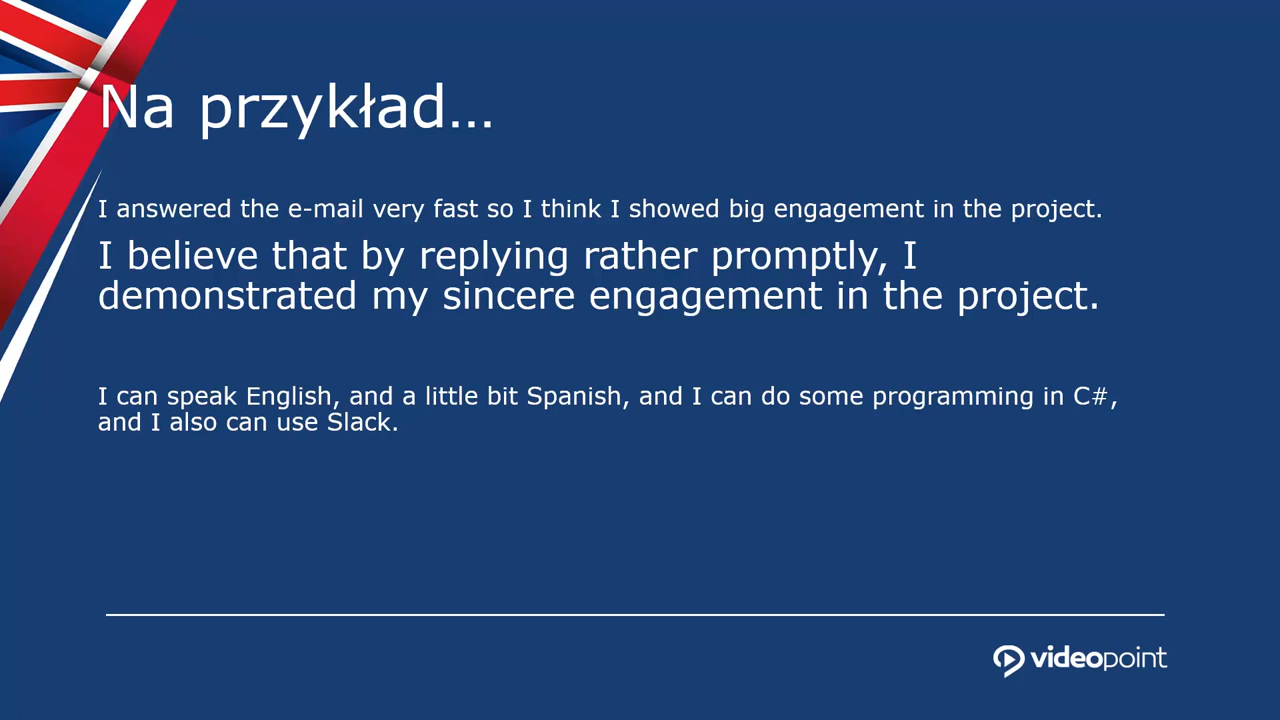 Na przykład...
I answered the e-mail very fast so I think I showed big engagement in the project.
I believe that by replying rather promptly, I
demonstrated my sincere engagement in the project.
I can speak English, and a little bit Spanish, and I can do some programming in C#,
and I also can use Slack.
videopoint